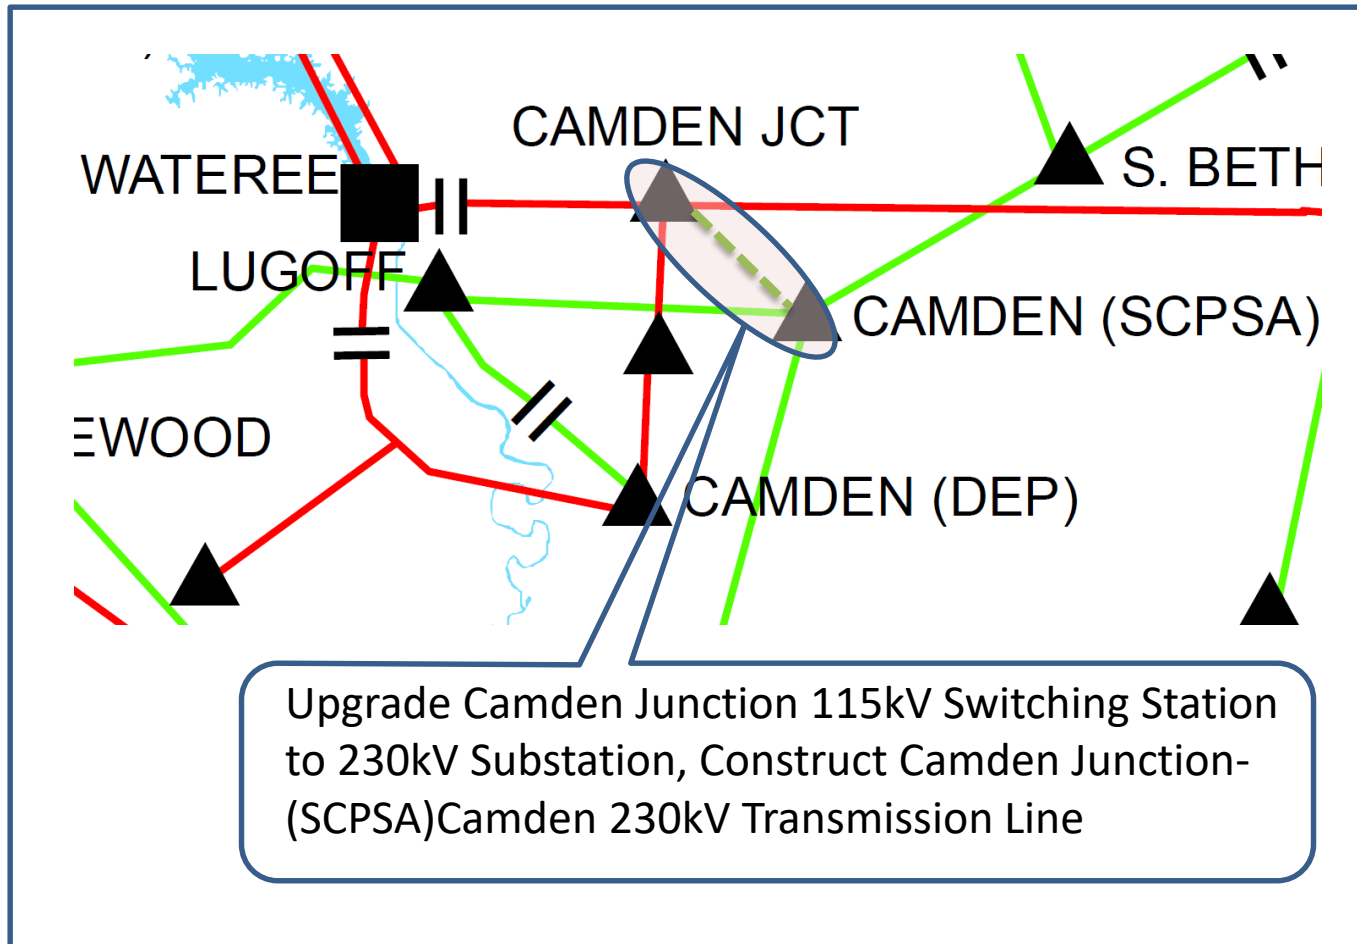 CAMDEN JCT
WATEREE
S. BETH
LUGOFF
CAMDEN (SCPSA)
EWOOD
CAMDEN (DEP)
Upgrade Camden Junction 115kV Switching Station
to 230kV Substation, Construct Camden Junction-
(SCPSA)Camden 230kV Transmission Line